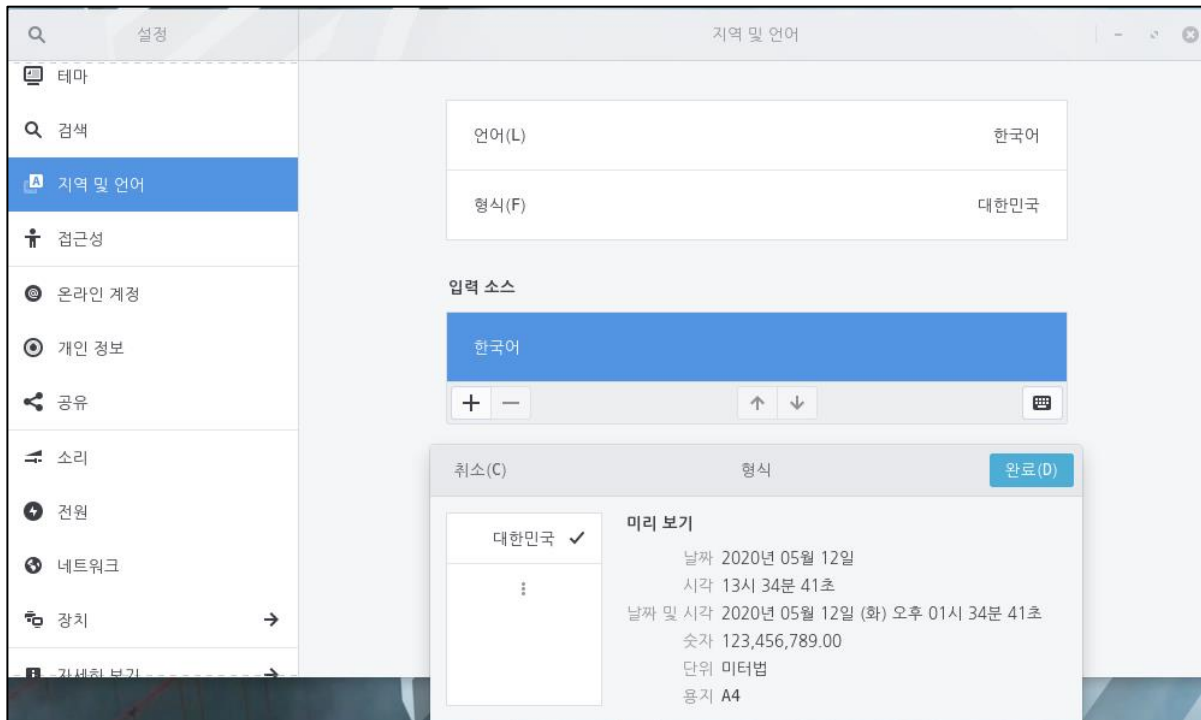 설정
지역 및 언어
테마
검색
지역 및 언어
접근성
온라인 계정
개인 정보
공유
소리
전원
네트워크
장치
자세히 보기
언어(L) 한국어
형식(F) 대한민국
입력 소스
한국어
취소(C) 형식 완료(D)
대한민국
미리 보기
날짜 2020년 05월 12일
시각 13시 34분 41초
날짜 및 시각 2020년 05월 12일 (화) 오후 01시 34분 41초
숫자 123,456,789.00
단위 미터법
용지 A4